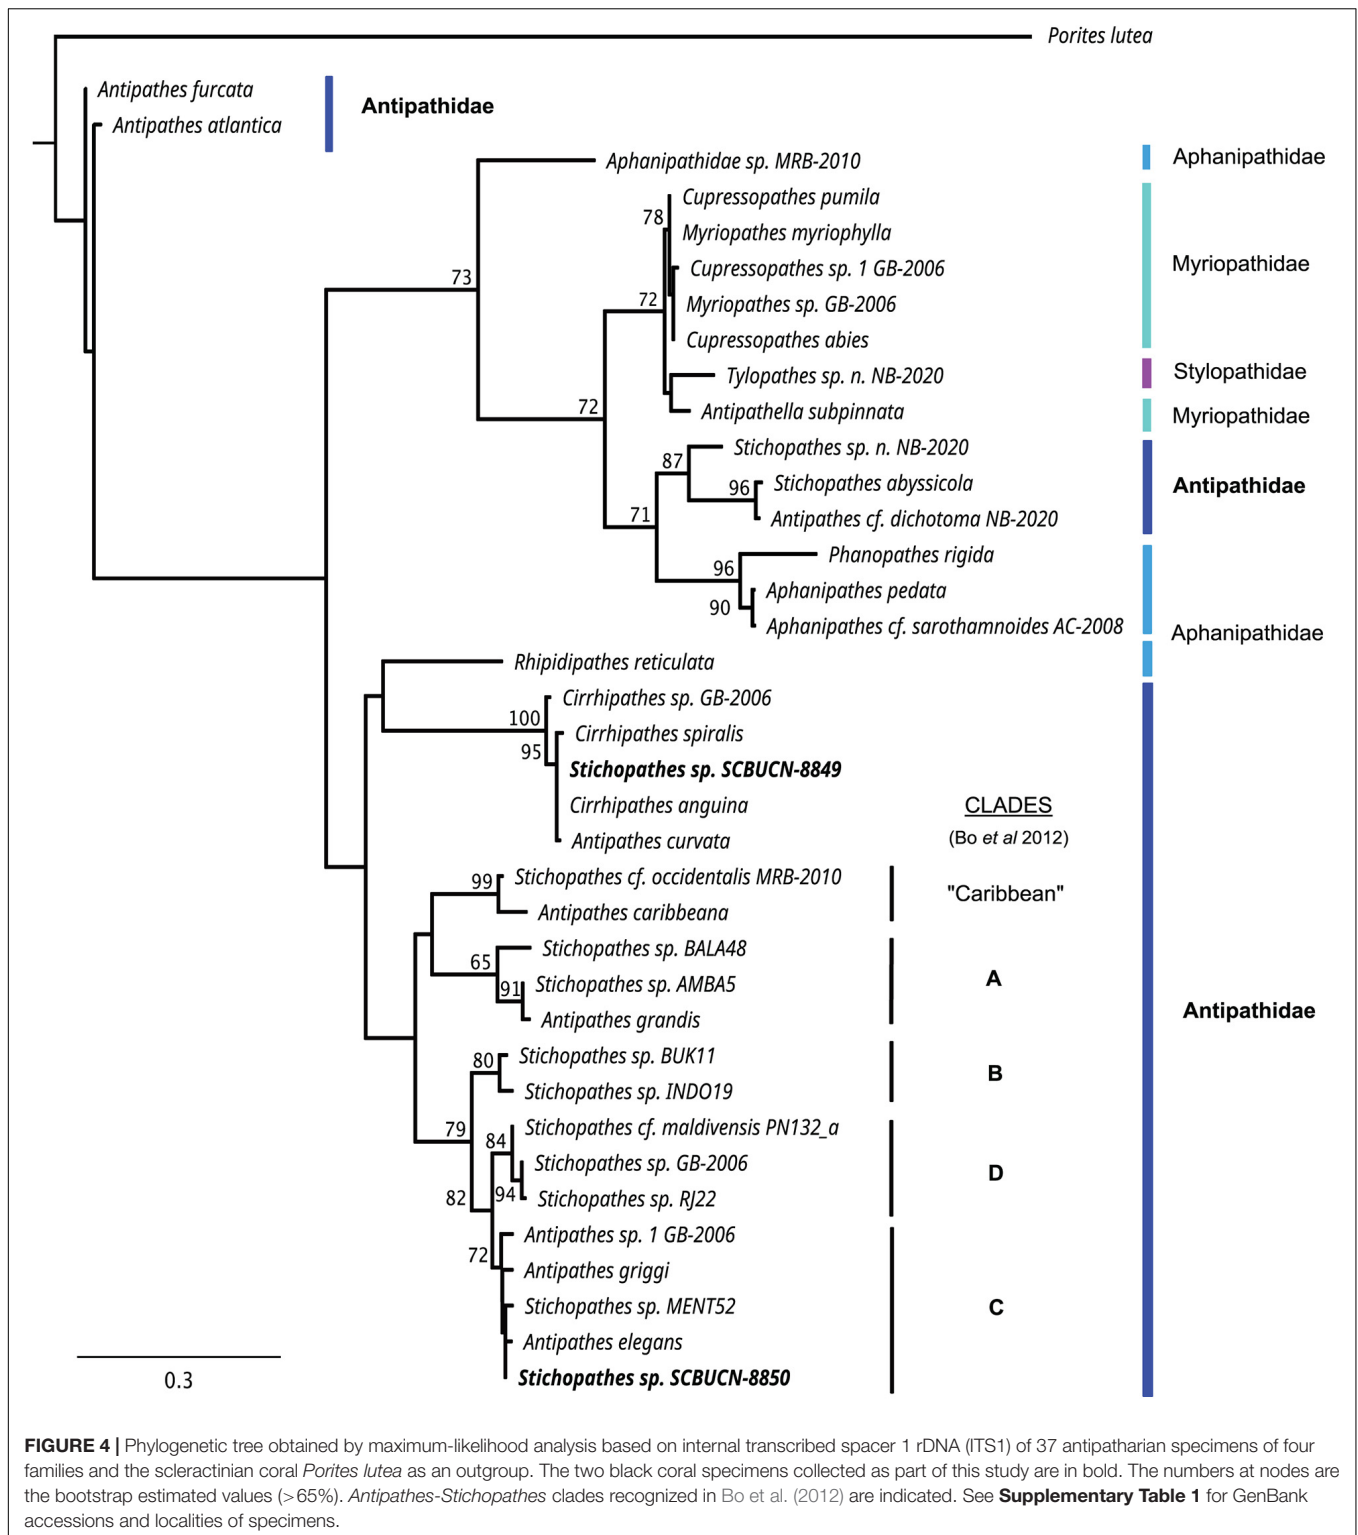 Porites lutea
Antipathes furcata
Antipathidae
Antipathes atlantica
Aphanipathidae sp. MRB-2010
Aphanipathidae
Cupressopathes pumila
78
Myriopathes myriophylla
Myriopathidae
Cupressopathes sp. 1 GB-2006
73
72
Myriopathes sp. GB-2006
Cupressopathes abies
Tylopathes sp. n. NB-2020
Stylopathidae
72
Antipathella subpinnata
Myriopathidae
Stichopathes sp. n. NB-2020
87
96
Stichopathes abyssicola
Antipathidae
71
Antipathes cf. dichotoma NB-2020
Phanopathes rigida
96
Aphanipathes pedata
90
Aphanipathes cf. sarothamnoides AC-2008
Aphanipathidae
Rhipidipathes reticulata
Cirrhipathes sp. GB-2006
100
Cirrhipathes spiralis
95
Stichopathes sp. SCBUCN-8849
Cirrhipathes anguina
CLADES
Antipathes curvata
(Bo et al 2012)
99
Stichopathes cf. occidentalis MRB-2010
"Caribbean"
Antipathes caribbeana
Stichopathes sp. BALA48
65
A
91
Stichopathes sp. AMBA5
Antipathes grandis
Antipathidae
Stichopathes sp. BUK11
80
B
Stichopathes sp. INDO19
79
Stichopathes cf. maldivensis PN132_a
84
Stichopathes sp. GB-2006
D
82
94
Stichopathes sp. RJ22
Antipathes sp. 1 GB-2006
72
Antipathes griggi
Stichopathes sp. MENT52
C
Antipathes elegans
0.3
Stichopathes sp. SCBUCN-8850
FIGURE 4 | Phylogenetic tree obtained by maximum-likelihood analysis based on internal transcribed spacer 1 rDNA (ITS1) of 37 antipatharian specimens of four
families and the scleractinian coral Porites lutea as an outgroup. The two black coral specimens collected as part of this study are in bold. The numbers at nodes are
the bootstrap estimated values (>65%). Antipathes-Stichopathes clades recognized in Bo et al. (2012) are indicated. See Supplementary Table 1 for GenBank
accessions and localities of specimens.